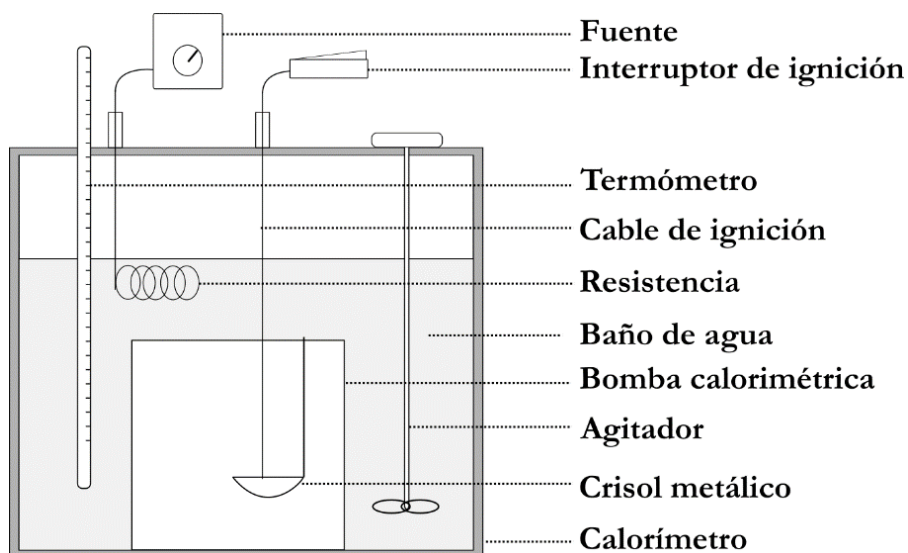 Fuente
Interruptor de ignición
Termómetro
Cable de ignición
Resistencia
Baño de agua
Bomba calorimétrica
Agitador
Crisol metálico
Calorímetro